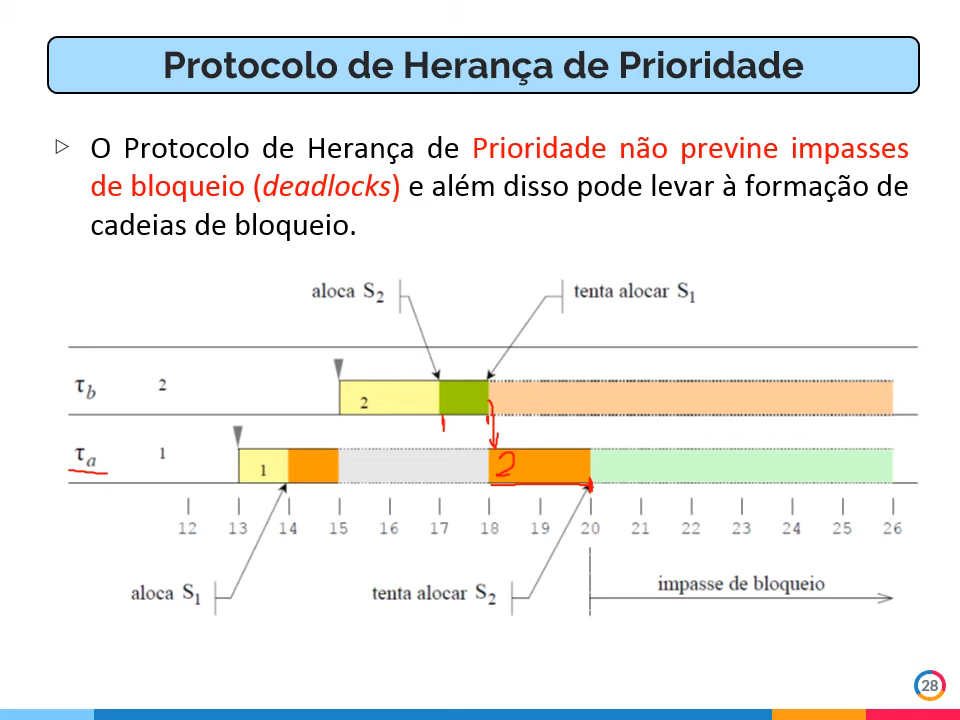 Protocolo de Herança de Prioridade
▷ O Protocolo de Herança de Prioridade não previne impasses
de bloqueio (deadlocks) e além disso pode levar à formação de
cadeias de bloqueio.
aloca S2 tenta alocar S1
τb 2 2
τa 1 1 2
12 13 14 15 16 17 18 19 20 21 22 23 24 25 26
aloca S1 tenta alocar S2 impasse de bloqueio
28